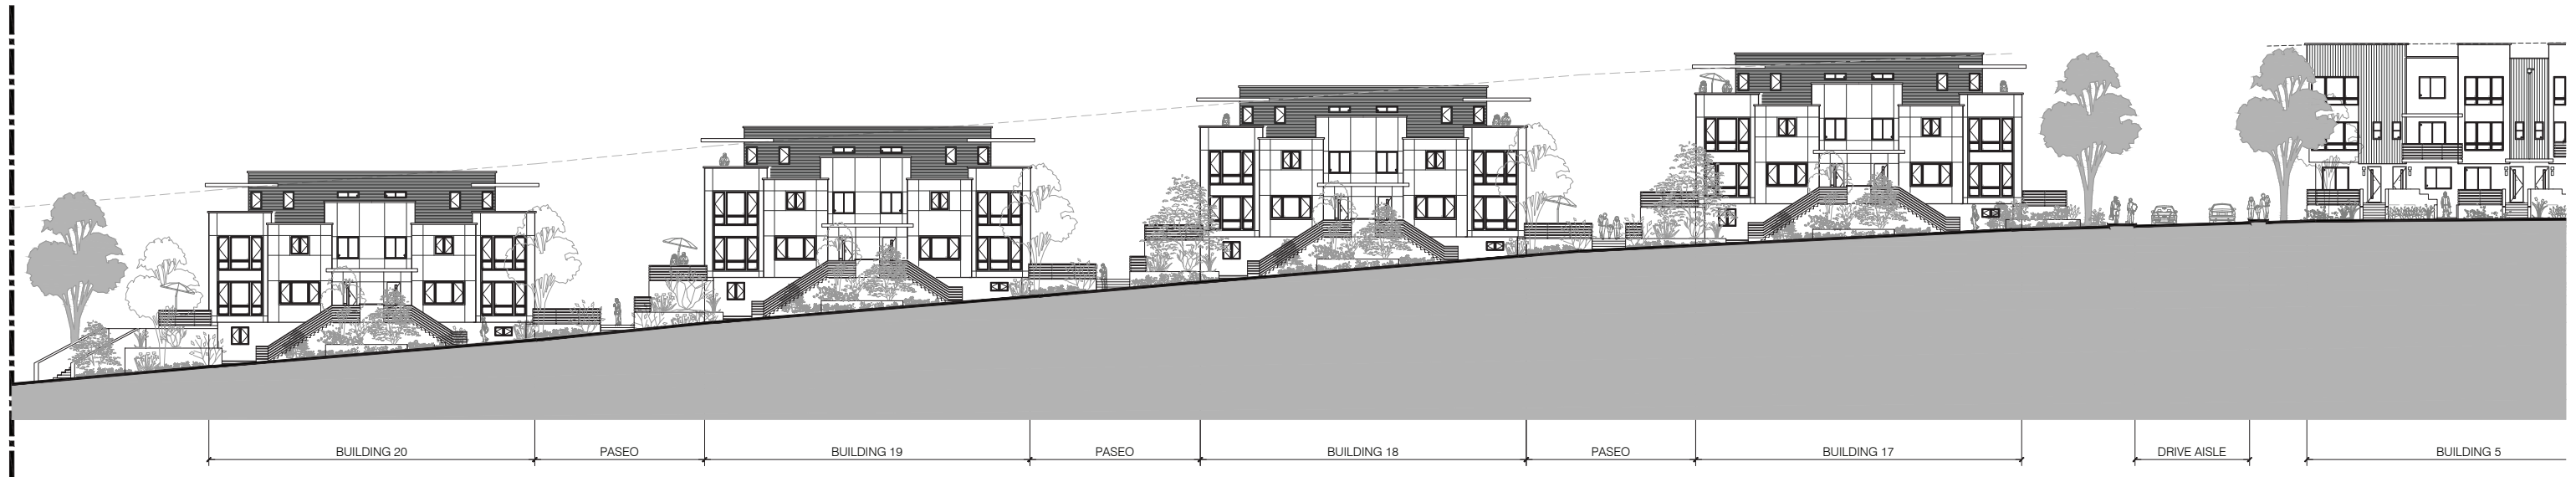 BUILDING 20
PASEO
BUILDING 19
PASEO
BUILDING 18
PASEO
BUILDING 17
DRIVE AISLE
BUILDING 5